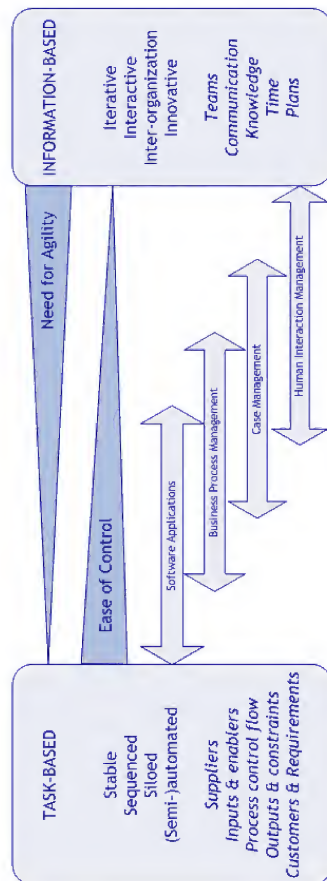 TASK-BASED
Stable
Sequenced
Siloed
(Semi-)automated
Suppliers
Inputs & enablers
Process control flow
Outputs & constraints
Customers & Requirements
Need for Agility
Ease of Control
Software Applications
Business Process Management
Case Management
Human Interaction Management
INFORMATION-BASED
Iterative
Interactive
Inter-organization
Innovative
Teams
Communication
Knowledge
Time
Plans